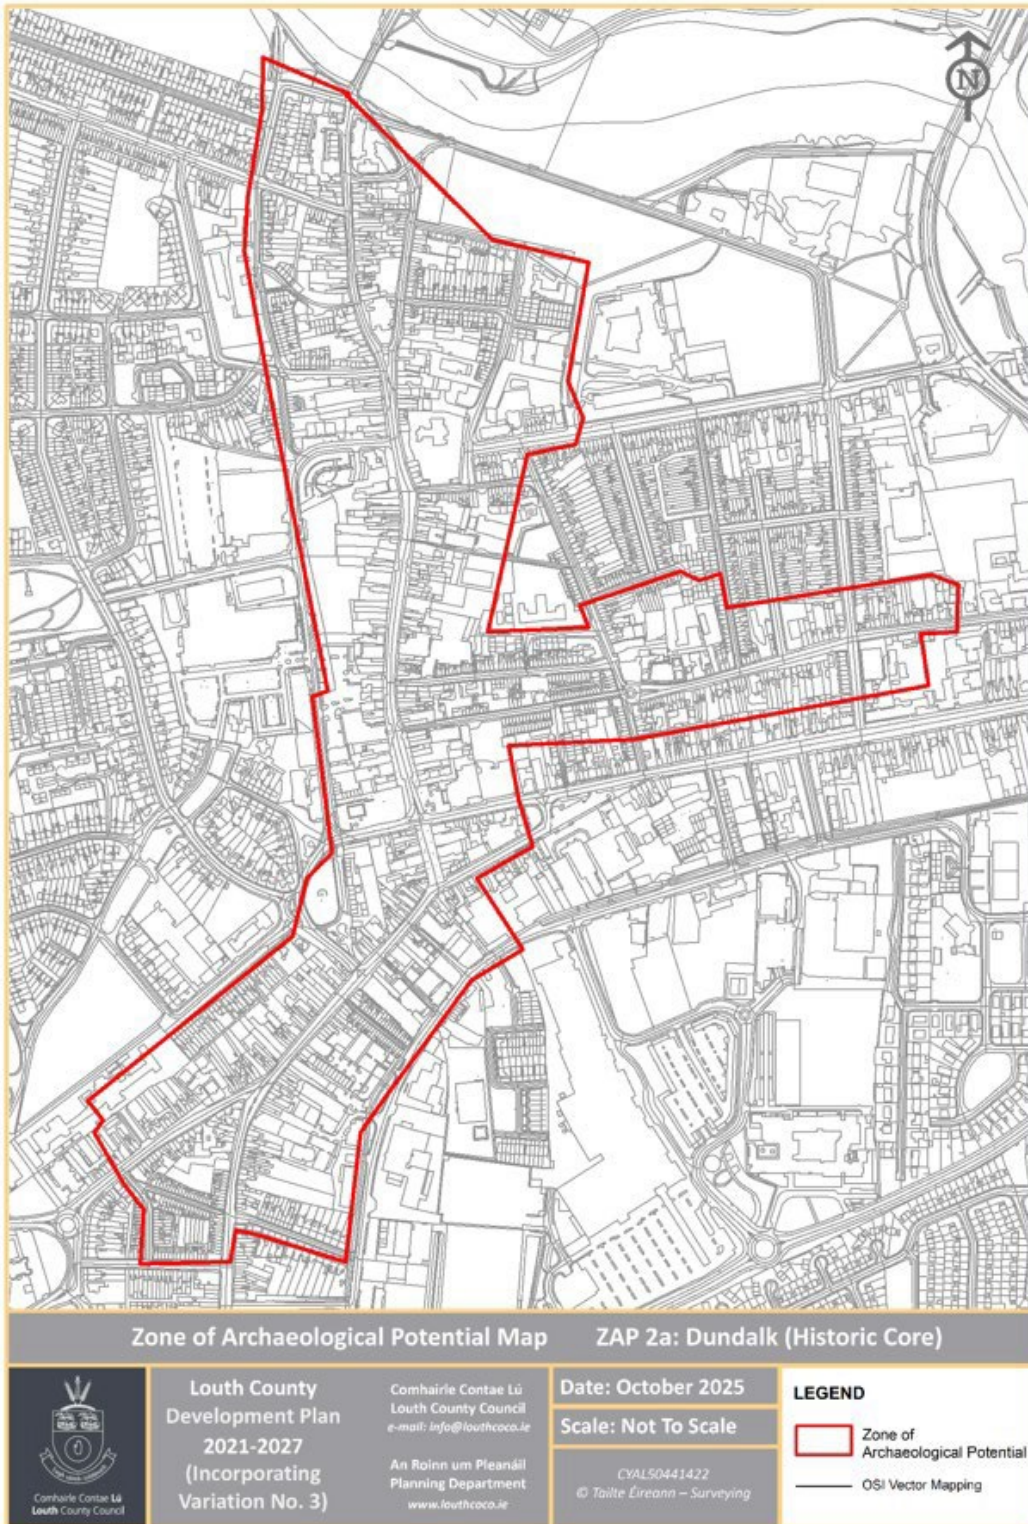 N
Zone of Archaeological Potential Map ZAP 2a: Dundalk (Historic Core)
Comhairle Contae Lú
Louth County Council
Louth County
Development Plan
2021-2027
(Incorporating
Variation No. 3)
Comhairle Contae Lú
Louth County Council
e-mail: info@louthcoco.ie
An Roinn um Pleanáil
Planning Department
www.louthcoco.ie
Date: October 2025
Scale: Not To Scale
CYAL50441422
© Tailte Éireann – Surveying
LEGEND
Zone of
Archaeological Potential
OSI Vector Mapping